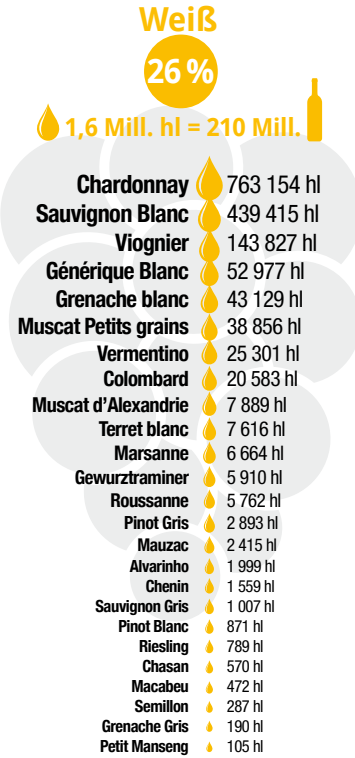 Weiß
26 %
1,6 Mill. hl = 210 Mill.
Chardonnay 763 154 hl
Sauvignon Blanc 439 415 hl
Viognier 143 827 hl
Générique Blanc 52 977 hl
Grenache blanc 43 129 hl
Muscat Petits grains 38 856 hl
Vermentino 25 301 hl
Colombard 20 583 hl
Muscat d'Alexandrie 7 889 hl
Terret blanc 7 616 hl
Marsanne 6 664 hl
Gewurztraminer 5 910 hl
Roussanne 5 762 hl
Pinot Gris 2 893 hl
Mauzac 2 415 hl
Alvarinho 1 999 hl
Chenin 1 559 hl
Sauvignon Gris 1 007 hl
Pinot Blanc 871 hl
Riesling 789 hl
Chasan 570 hl
Macabeu 472 hl
Semillon 287 hl
Grenache Gris 190 hl
Petit Manseng 105 hl